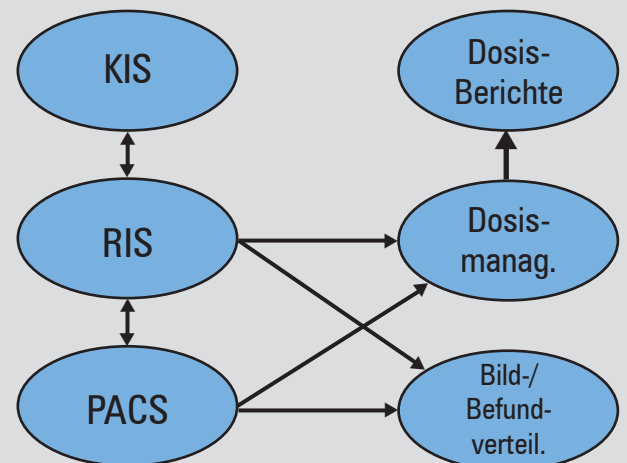 KIS
Dosis-
Berichte
RIS
Dosis-
manag.
PACS
Bild-/
Befund-
verteil.